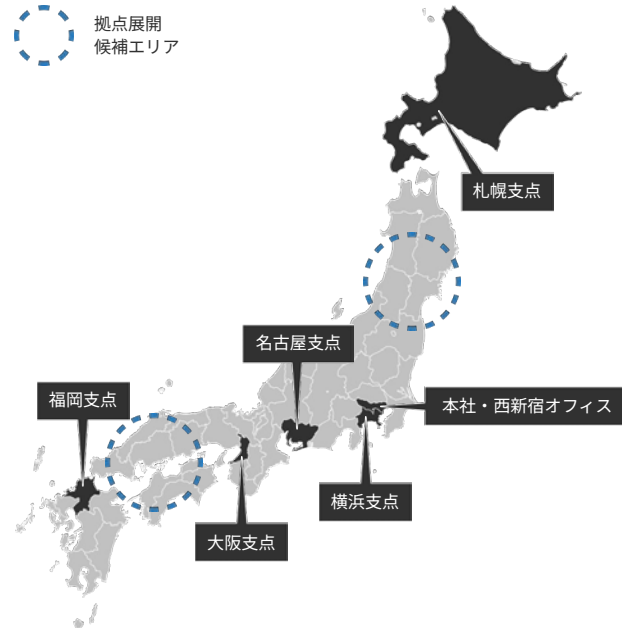 拠点展開
候補エリア
札幌支点
名古屋支点
福岡支点
本社・西新宿オフィス
横浜支点
大阪支点